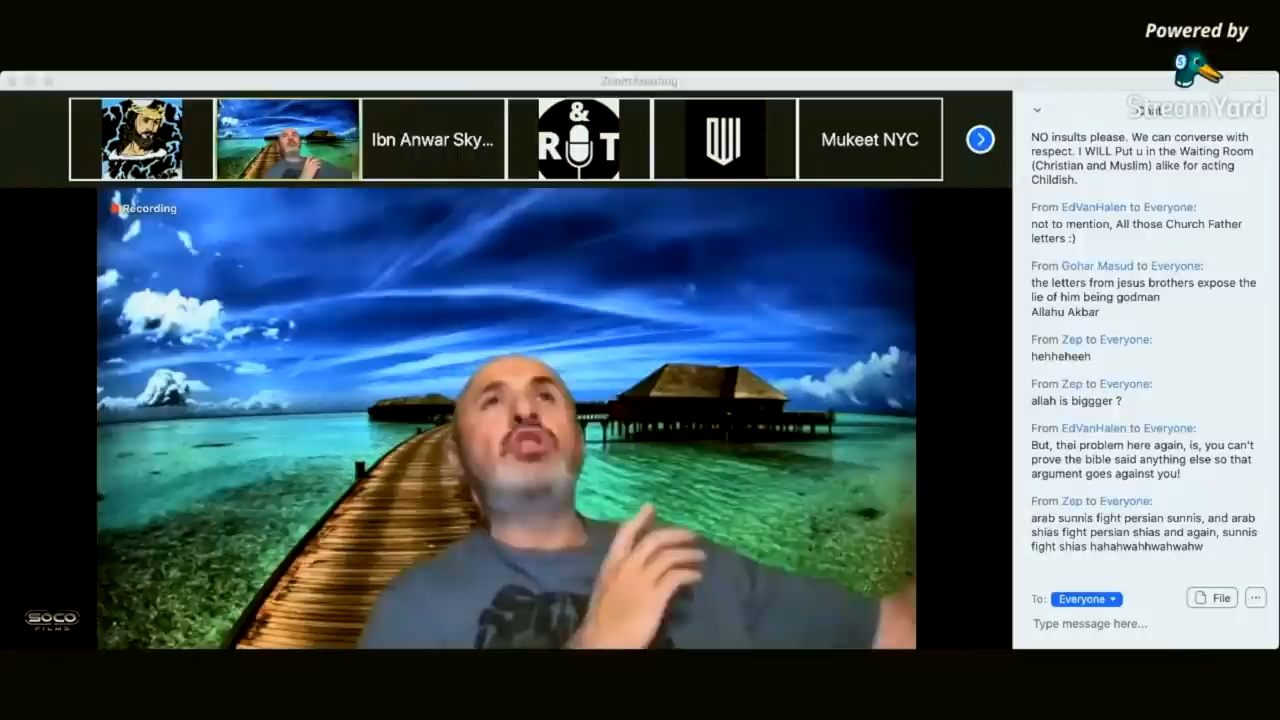 Powered by
StreamYard
Zoom Meeting
Ibn Anwar Sky...
&
R T
Mukeet NYC
Recording
NO insults please. We can converse with
respect. I WILL Put u in the Waiting Room
(Christian and Muslim) alike for acting
Childish.
From EdVanHalen to Everyone:
not to mention, All those Church Father
letters :)
From Gohar Masud to Everyone:
the letters from jesus brothers expose the
lie of him being godman
Allahu Akbar
From Zep to Everyone:
hehheheeh
From Zep to Everyone:
allah is biggger ?
From EdVanHalen to Everyone:
But, thei problem here again, is, you can't
prove the bible said anything else so that
argument goes against you!
From Zep to Everyone:
arab sunnis fight persian sunnis, and arab
shias fight persian shias and again, sunnis
fight shias hahahwahhwahwahw
To: Everyone
File
Type message here...
SOCO
FILMS